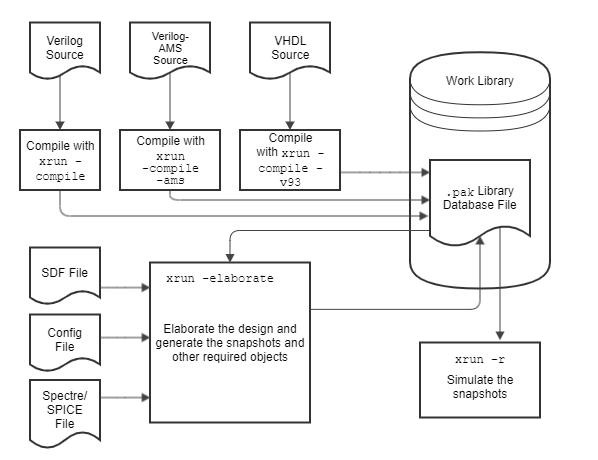 Verilog
Source
Verilog-
AMS
Source
VHDL
Source
Work Library
Compile with
xrun -
compile
Compile with
xrun
-compile
-ams
Compile
with xrun -
compile -
v93
.pak Library
Database File
SDF File
Config
File
Spectre/
SPICE
File
xrun -elaborate
Elaborate the design and
generate the snapshots and
other required objects
xrun -r
Simulate the
snapshots